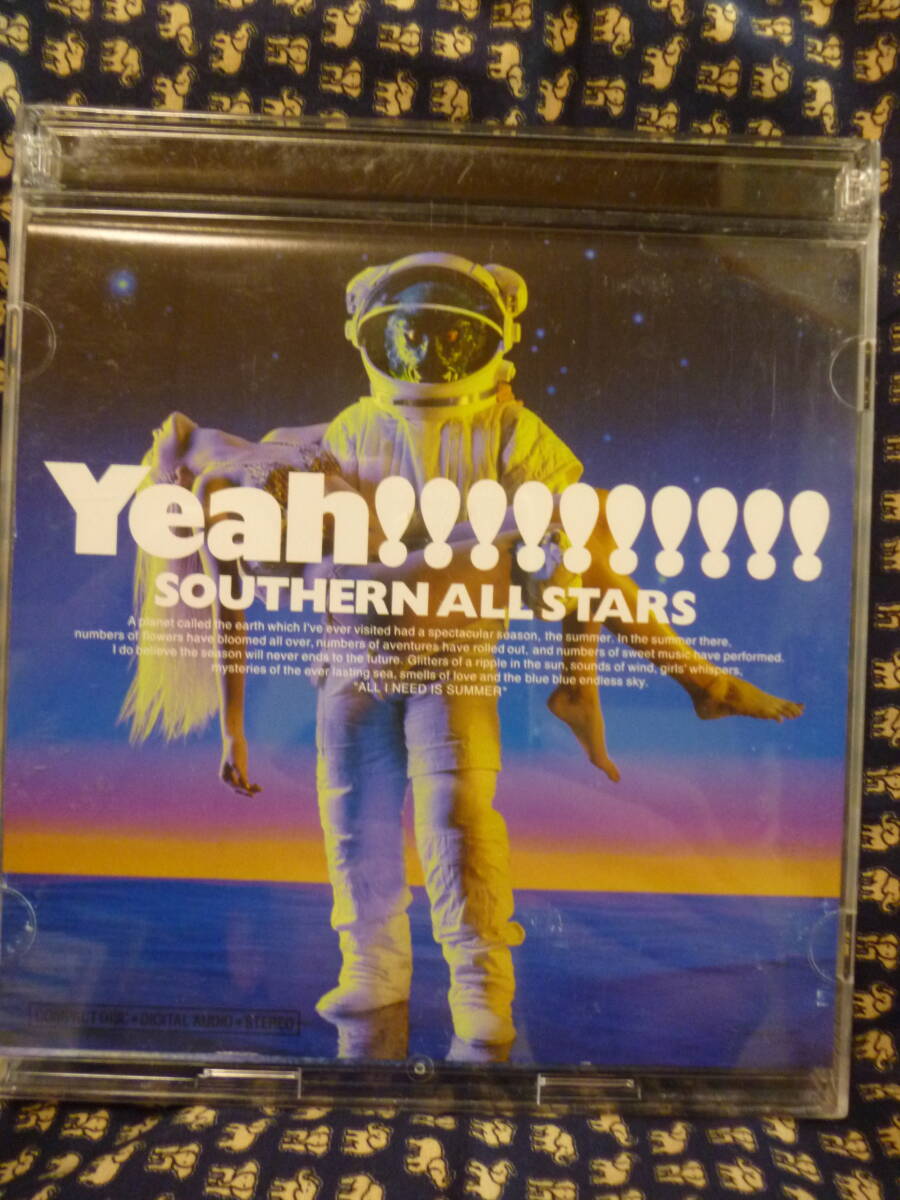 Yeah!!!!!!!!!!
SOUTHERN ALL STARS
A planet called the earth which I've ever visited had a spectacular season, the summer. In the summer there,
numbers of flowers have bloomed all over, numbers of aventures have rolled out, and numbers of sweet music have performed.
I do believe the season will never ends to the future. Glitters of a ripple in the sun, sounds of wind, girls' whispers,
mysteries of the ever lasting sea, smells of love and the blue blue endless sky.
"ALL I NEED IS SUMMER"
COMPACT DISC • DIGITAL AUDIO • STEREO